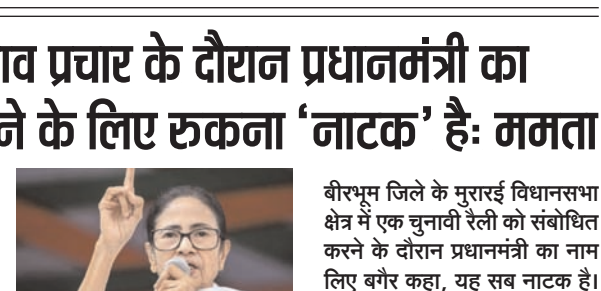 प्रचार के दौरान प्रधानमंत्री का
के लिए रुकना ‘नाटक’ है: ममता
बीरभूम जिले के मुरारई विधानसभा
क्षेत्र में एक चुनावी रैली को संबोधित
करने के दौरान प्रधानमंत्री का नाम
लिए बगैर कहा, यह सब नाटक है।